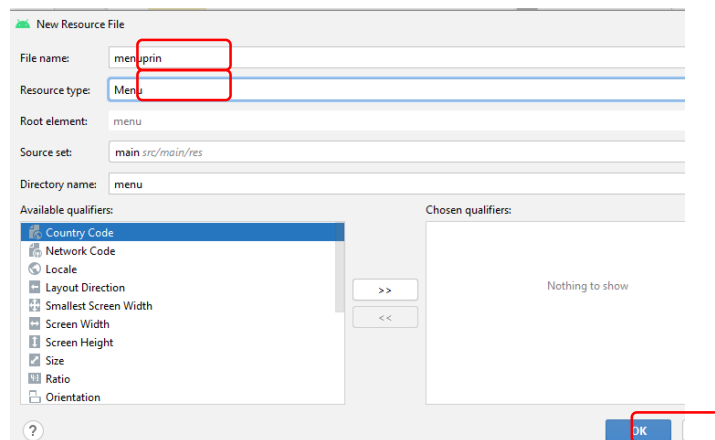 New Resource File
File name: menuprin
Resource type: Menu
Root element: menu
Source set: main src/main/res
Directory name: menu
Available qualifiers: Chosen qualifiers:
Country Code
Network Code
Locale
Layout Direction
Smallest Screen Width
Screen Width
Screen Height
Size
Ratio
Orientation
>>
<<
Nothing to show
?
OK